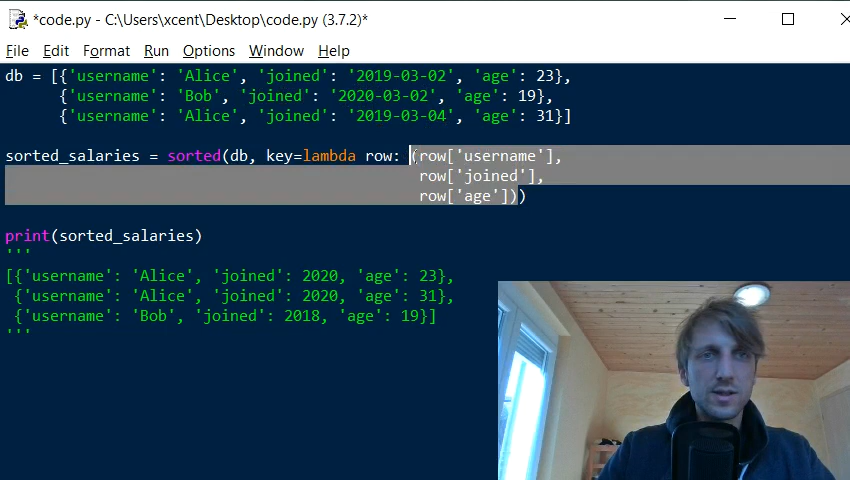 *code.py - C:\Users\xcent\Desktop\code.py (3.7.2)*
File Edit Format Run Options Window Help
db = [{'username': 'Alice', 'joined': '2019-03-02', 'age': 23},
{'username': 'Bob', 'joined': '2020-03-02', 'age': 19},
{'username': 'Alice', 'joined': '2019-03-04', 'age': 31}]
sorted_salaries = sorted(db, key=lambda row: (row['username'],
row['joined'],
row['age']))
print(sorted_salaries)
'''
[{'username': 'Alice', 'joined': 2020, 'age': 23},
{'username': 'Alice', 'joined': 2020, 'age': 31},
{'username': 'Bob', 'joined': 2018, 'age': 19}]
'''